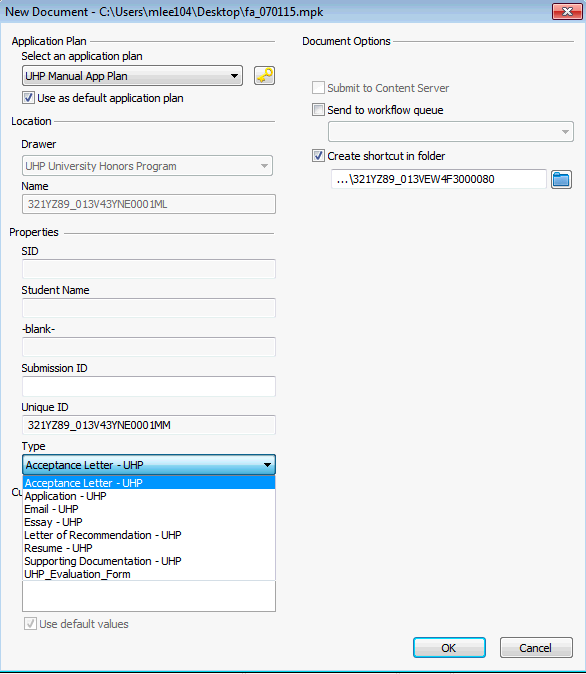 New Document - C:\Users\mlee104\Desktop\fa_070115.mpk
Application Plan
Select an application plan
UHP Manual App Plan
Use as default application plan
Location
Drawer
UHP University Honors Program
Name
321YZ89_013V43YNE0001ML
Properties
SID
Student Name
-blank-
Submission ID
Unique ID
321YZ89_013V43YNE0001MM
Type
Acceptance Letter - UHP
Acceptance Letter - UHP
Application - UHP
Email - UHP
Essay - UHP
Letter of Recommendation - UHP
Resume - UHP
Supporting Documentation - UHP
UHP_Evaluation_Form
Use default values
Document Options
Submit to Content Server
Send to workflow queue
Create shortcut in folder
...\321YZ89_013VEW4F3000080
OK
Cancel